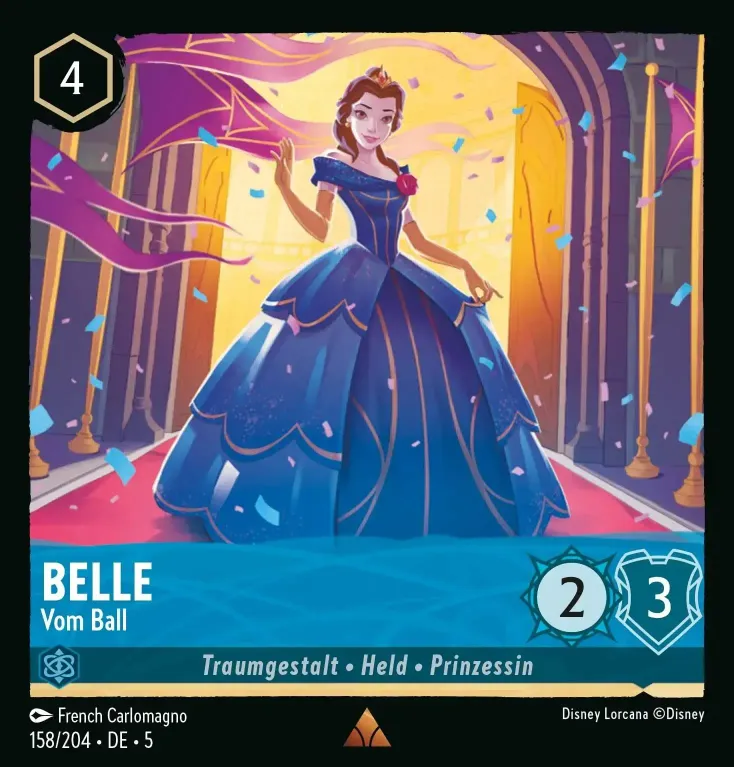 4
BELLE
Vom Ball
2
3
Traumgestalt • Held • Prinzessin
French Carlomagno
Disney Lorcana ©Disney
158/204 • DE • 5